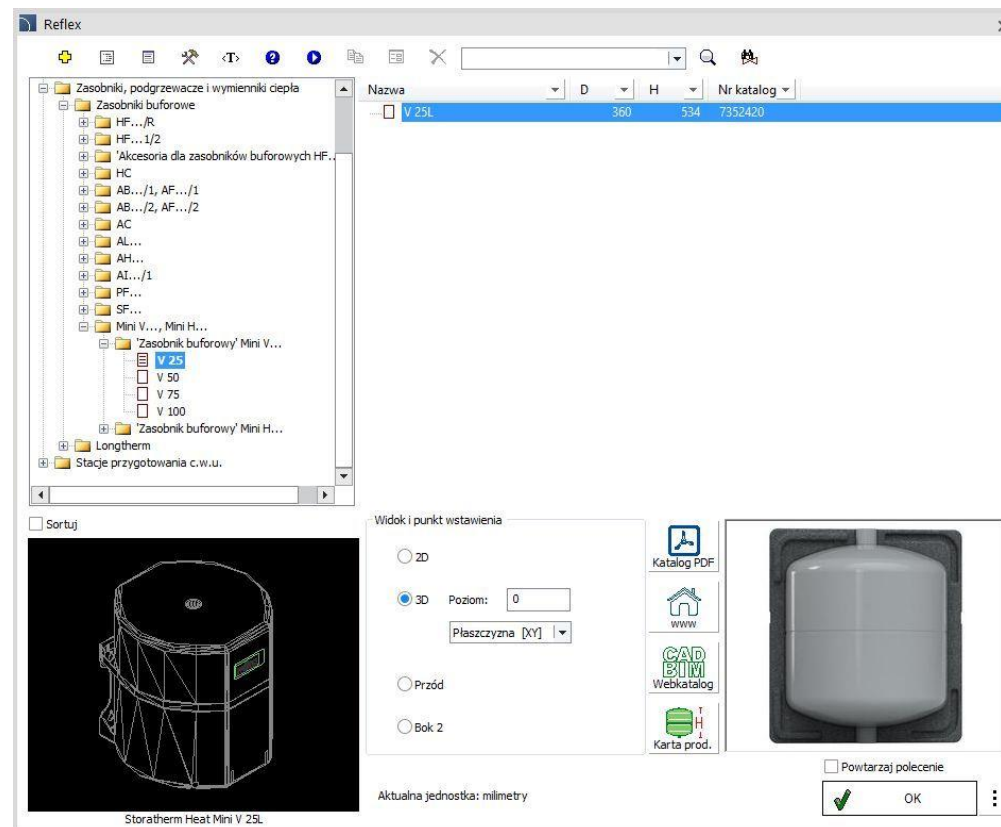 Reflex
‹T›
Zasobniki, podgrzewacze i wymienniki ciepła
Zasobniki buforowe
HF.../R
HF...1/2
'Akcesoria dla zasobników buforowych HF..
HC
AB.../1, AF.../1
AB.../2, AF.../2
AC
AL...
AH...
AI.../1
PF...
SF...
Mini V..., Mini H...
'Zasobnik buforowy' Mini V...
V 25
V 50
V 75
V 100
'Zasobnik buforowy' Mini H...
Longtherm
Stacje przygotowania c.w.u.
Nazwa D H Nr katalog
V 25L 360 534 7352420
Sortuj
Storatherm Heat Mini V 25L
Widok i punkt wstawienia
2D
3D Poziom: 0
Płaszczyzna [XY]
Przód
Bok 2
Aktualna jednostka: milimetry
Katalog PDF
www
CAD
BIM
Webkatalog
H
Karta prod.
Powtarzaj polecenie
OK